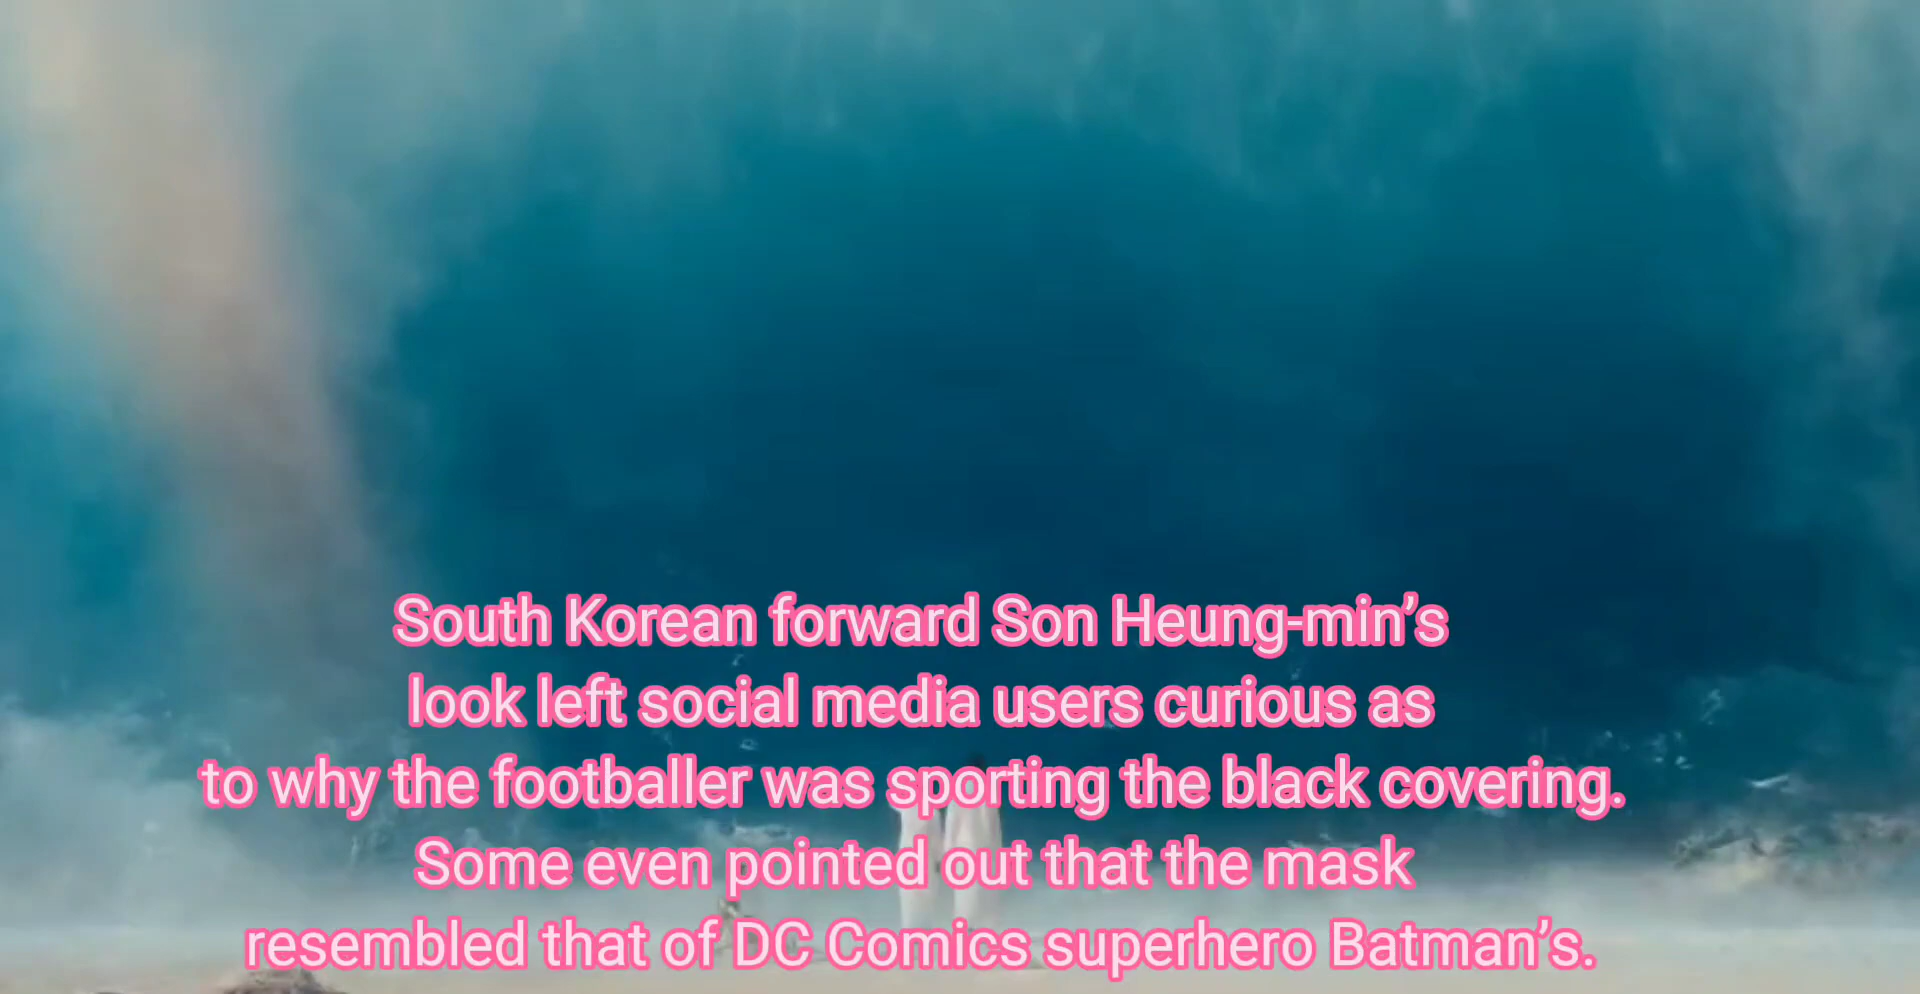 South Korean forward Son Heung-min’s
look left social media users curious as
to why the footballer was sporting the black covering.
Some even pointed out that the mask
resembled that of DC Comics superhero Batman’s.